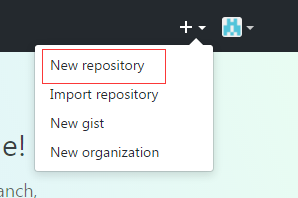 New repository
Import repository
New gist
New organization
e!
anch,